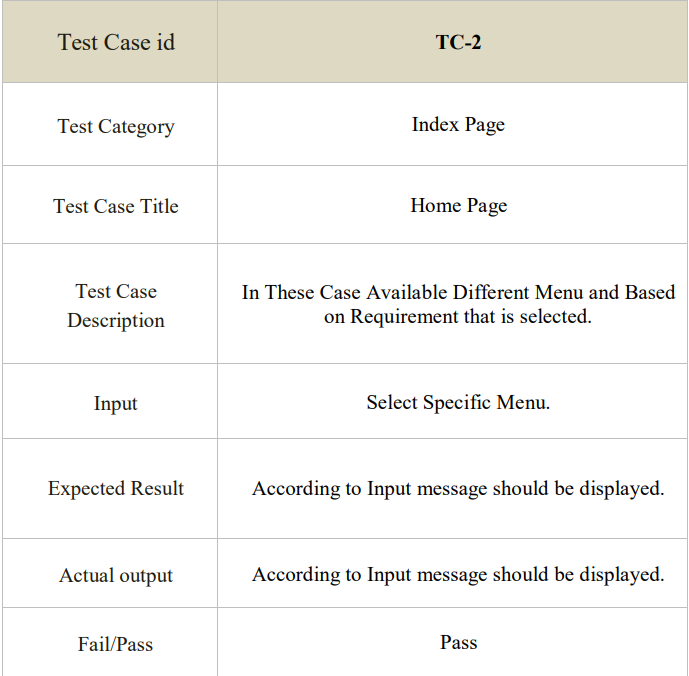 Test Case id
TC-2
Test Category
Index Page
Test Case Title
Home Page
Test Case
Description
In These Case Available Different Menu and Based
on Requirement that is selected.
Input
Select Specific Menu.
Expected Result
According to Input message should be displayed.
Actual output
According to Input message should be displayed.
Fail/Pass
Pass